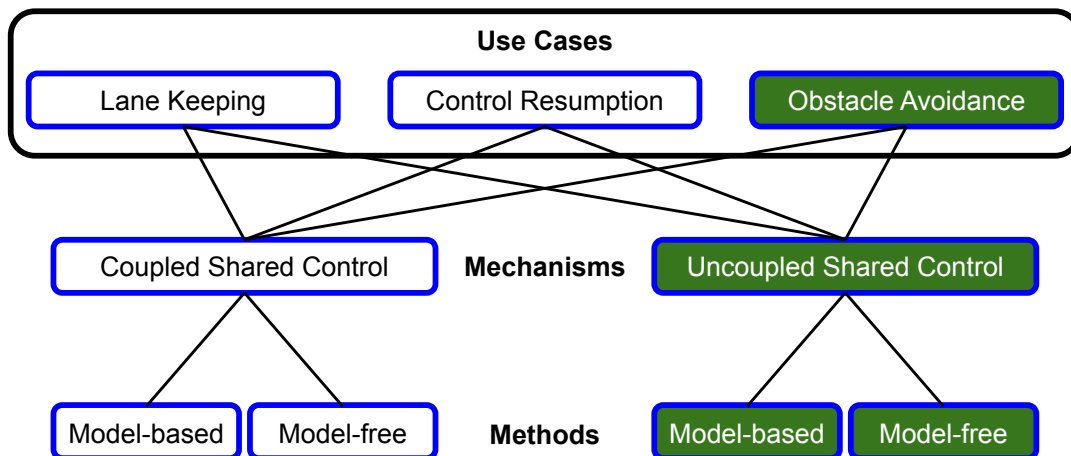 Use Cases
Lane Keeping
Control Resumption
Obstacle Avoidance
Coupled Shared Control
Mechanisms
Uncoupled Shared Control
Model-based
Model-free
Methods
Model-based
Model-free